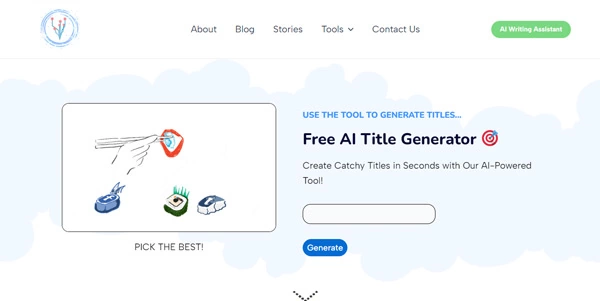 About Blog Stories Tools Contact Us
AI Writing Assistant
USE THE TOOL TO GENERATE TITLES...
Free AI Title Generator 🎯
Create Catchy Titles in Seconds with Our AI-Powered
Tool!
Generate
PICK THE BEST!